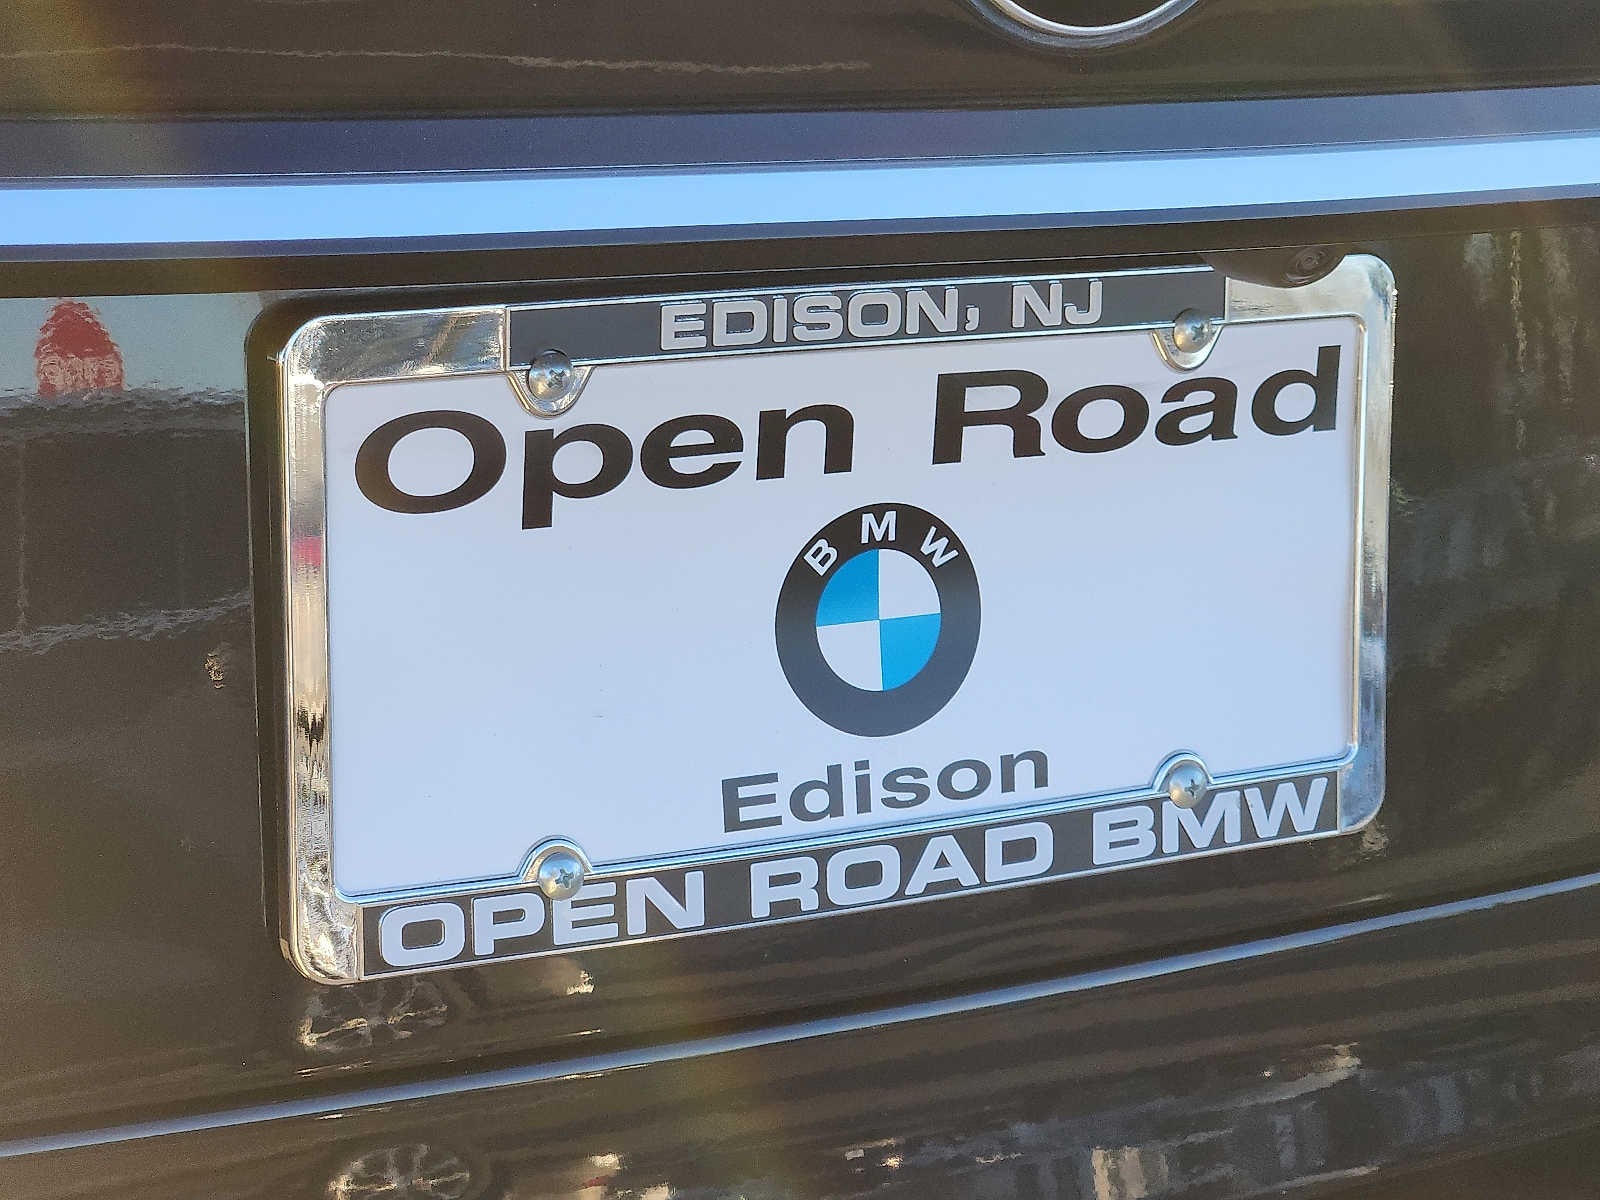 EDISON, NJ
Open Road
BMW
Edison
OPEN ROAD BMW